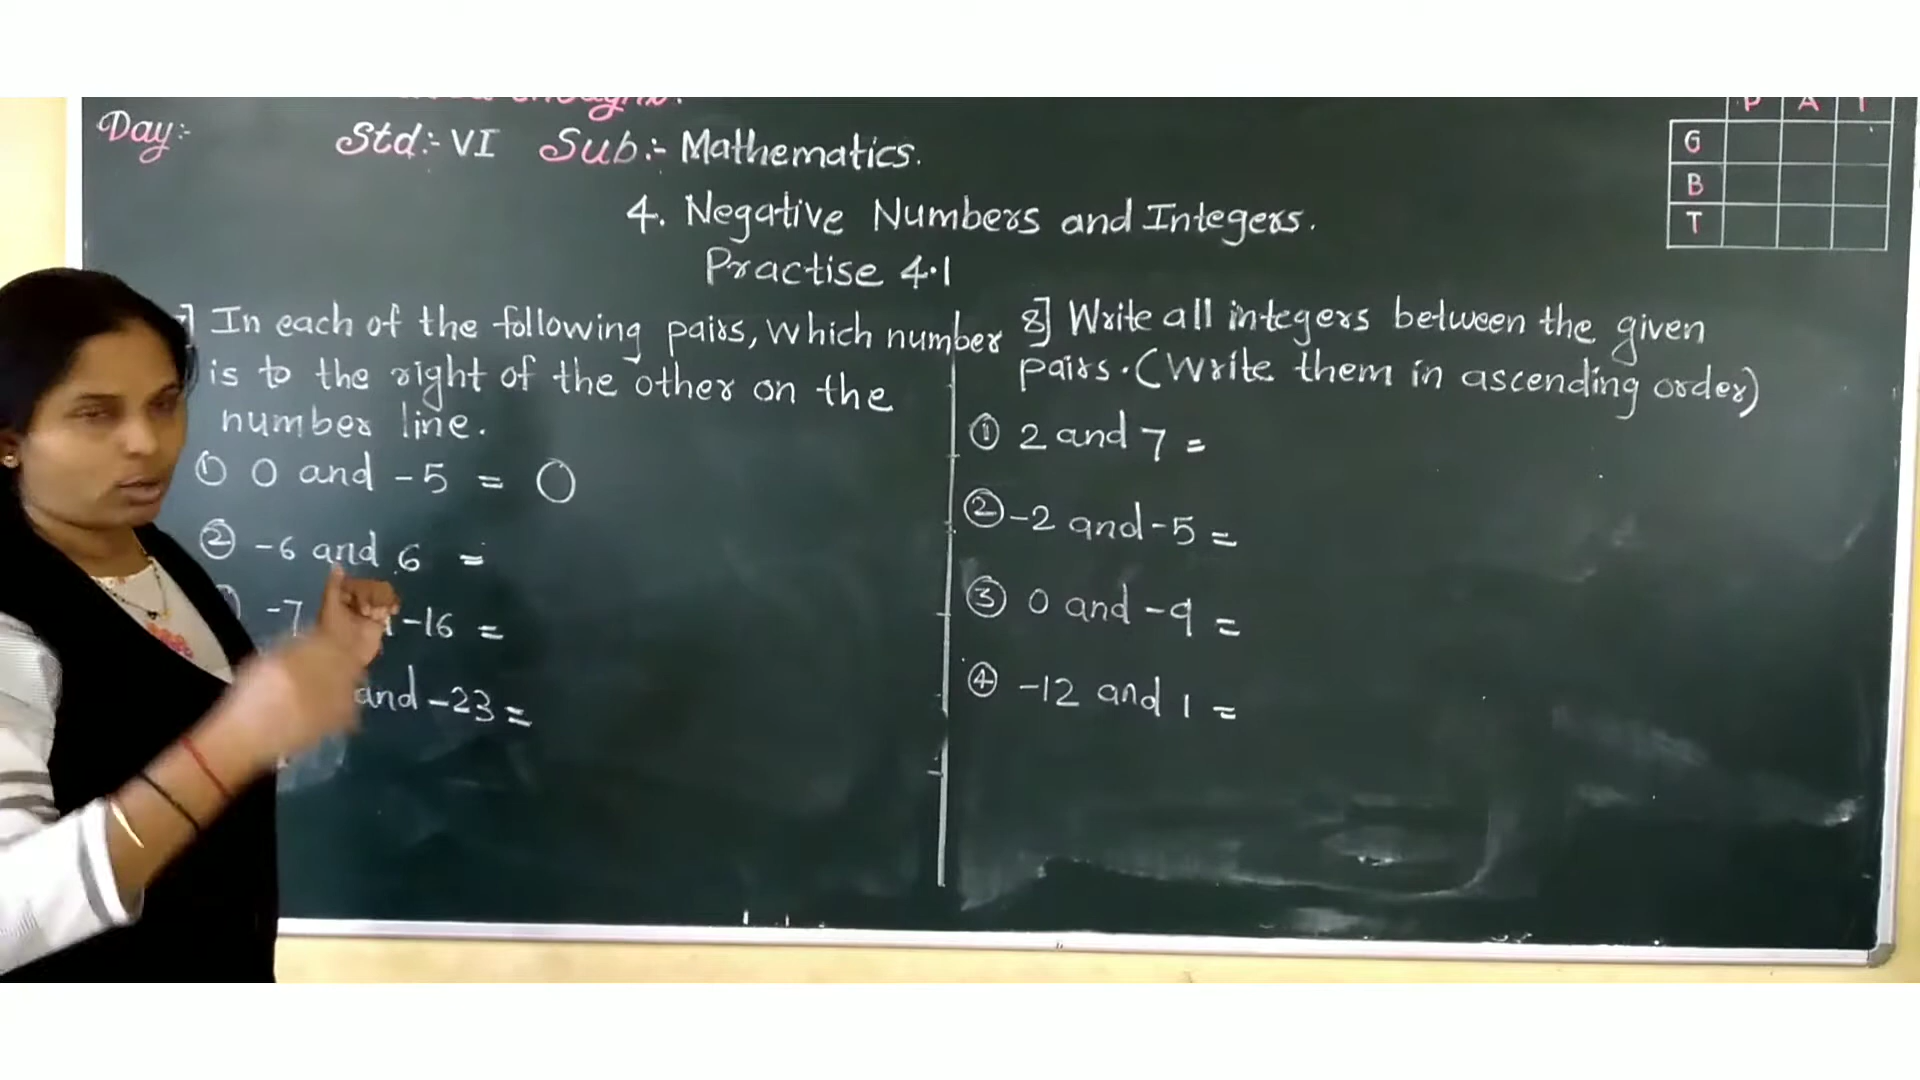 Day:-
Std:- VI Sub:- Mathematics.
P A T
G
B
T
4. Negative Numbers and Integers.
Practise 4.1
] In each of the following pairs, which number
is to the right of the other on the
number line.
① 0 and -5 = 0
② -6 and 6 =
-7 -16 =
and -23 =
8] Write all integers between the given
pairs. (Write them in ascending order)
① 2 and 7 =
② -2 and -5 =
③ 0 and -9 =
④ -12 and 1 =